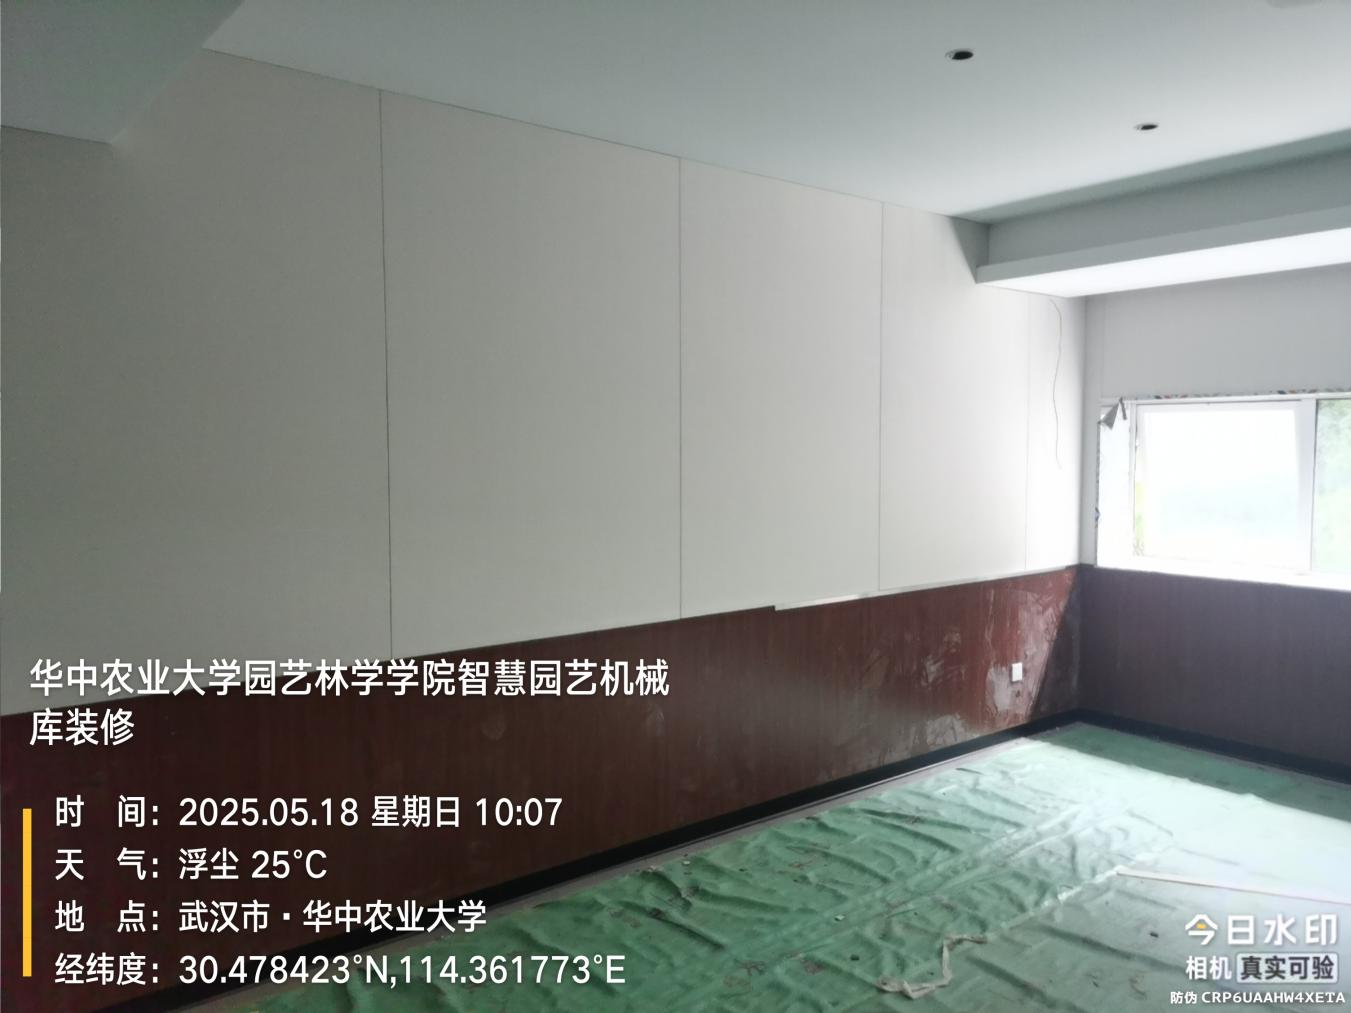 华中农业大学园艺林学学院智慧园艺机械
库装修
时 间：2025.05.18 星期日 10:07
天 气：浮尘 25°C
地 点：武汉市·华中农业大学
经纬度：30.478423°N,114.361773°E
今日水印
相机 真实可验
防伪 CRP6UAAHW4XETA